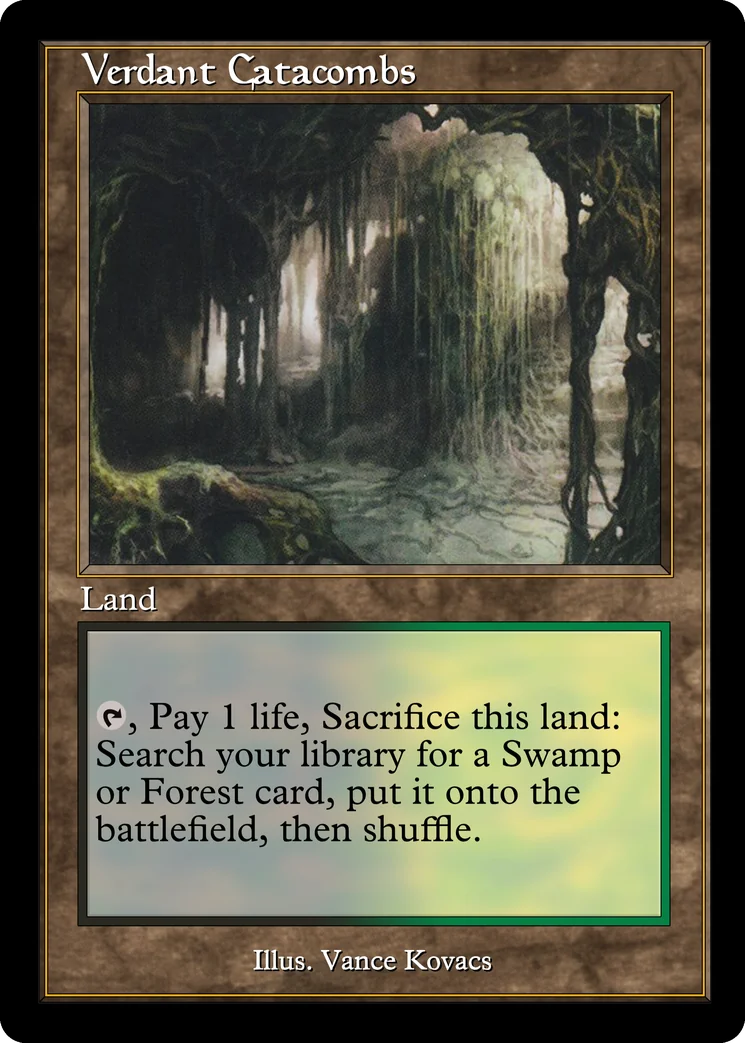 Verdant Catacombs
Land
, Pay 1 life, Sacrifice this land:
Search your library for a Swamp
or Forest card, put it onto the
battlefield, then shuffle.
Illus. Vance Kovacs